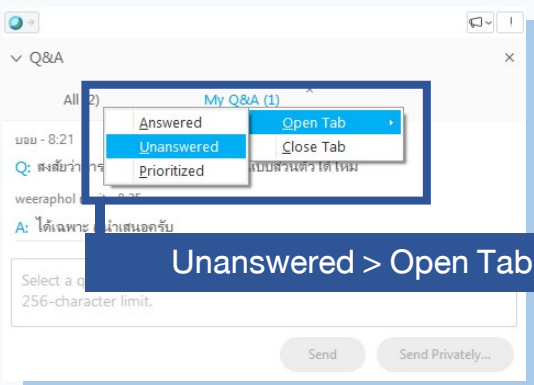 Q&A
All (2) My Q&A (1)
Answered Open Tab
Unanswered Close Tab
Prioritized
บอย - 8:21
Q: สงสัยว่า แบบส่วนตัว ได้ไหม
weeraphol
A: ได้เฉพาะ นำเสนอครับ
Unanswered > Open Tab
Select a
256-character limit.
Send Send Privately...